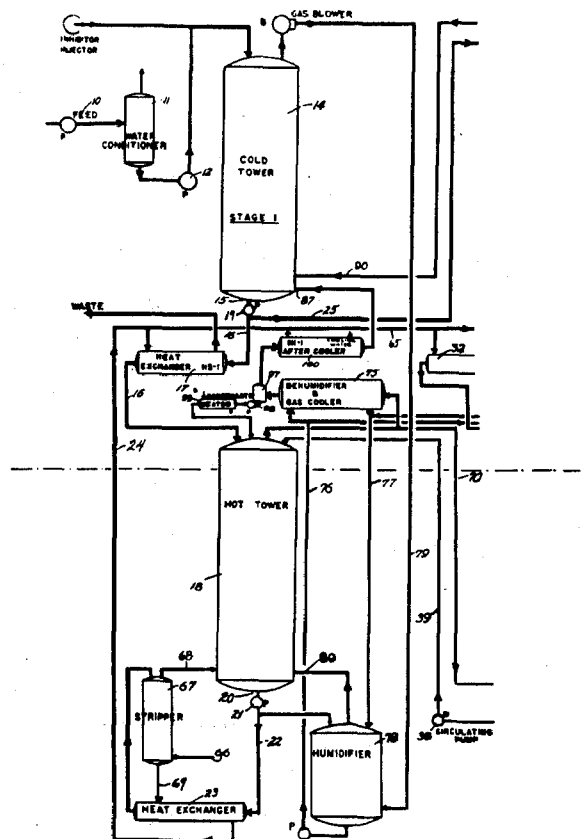 INHIBITOR
INJECTOR
B
GAS BLOWER
10
FEED
11
P
WATER
CONDITIONER
12
P
14
COLD
TOWER
STAGE 1
15
19
90
87
25
WASTE
65
HEAT
EXCHANGER
17
16
AFTER COOLER
100
32
75
DEHUMIDIFIER
&
GAS COOLER
24
HOT TOWER
76
77
70
79
18
39
68
80
67
STRIPPER
20
21
22
66
69
23
HEAT EXCHANGER
HUMIDIFIER
78
P
P
38
CIRCULATING
PUMP